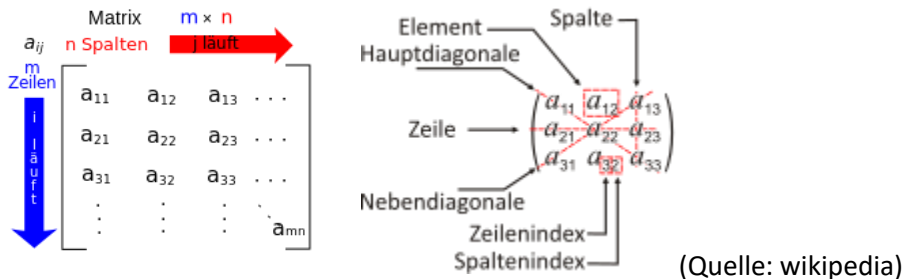 Matrix m × n
aij n Spalten j läuft
m
Zeilen
i läuft
a11 a12 a13 . . .
a21 a22 a23 . . .
a31 a32 a33 . . .
. . . .
amn
Spalte
Element
Hauptdiagonale
a11 a12 a13
Zeile
a21 a22 a23
a31 a32 a33
Nebendiagonale
Zeilenindex
Spaltenindex
(Quelle: wikipedia)